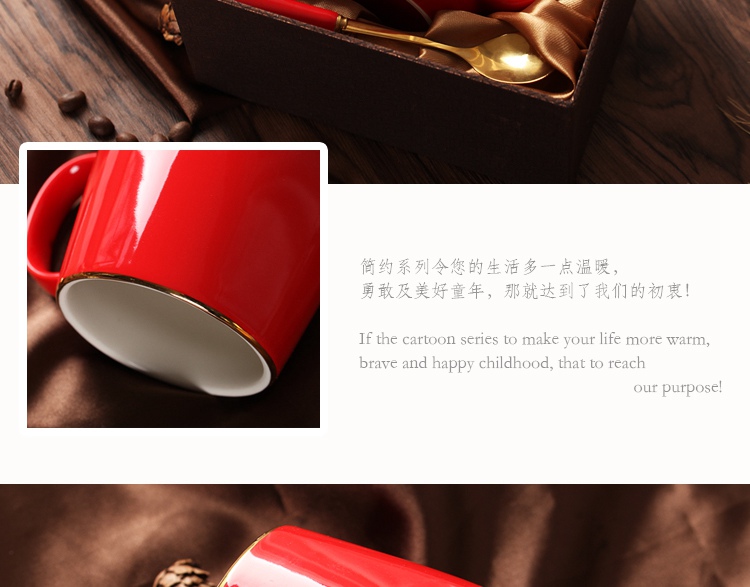 简约系列令您的生活多一点温暖，
勇敢及美好童年，那就达到了我们的初衷！
If the cartoon series to make your life more warm,
brave and happy childhood, that to reach
our purpose!